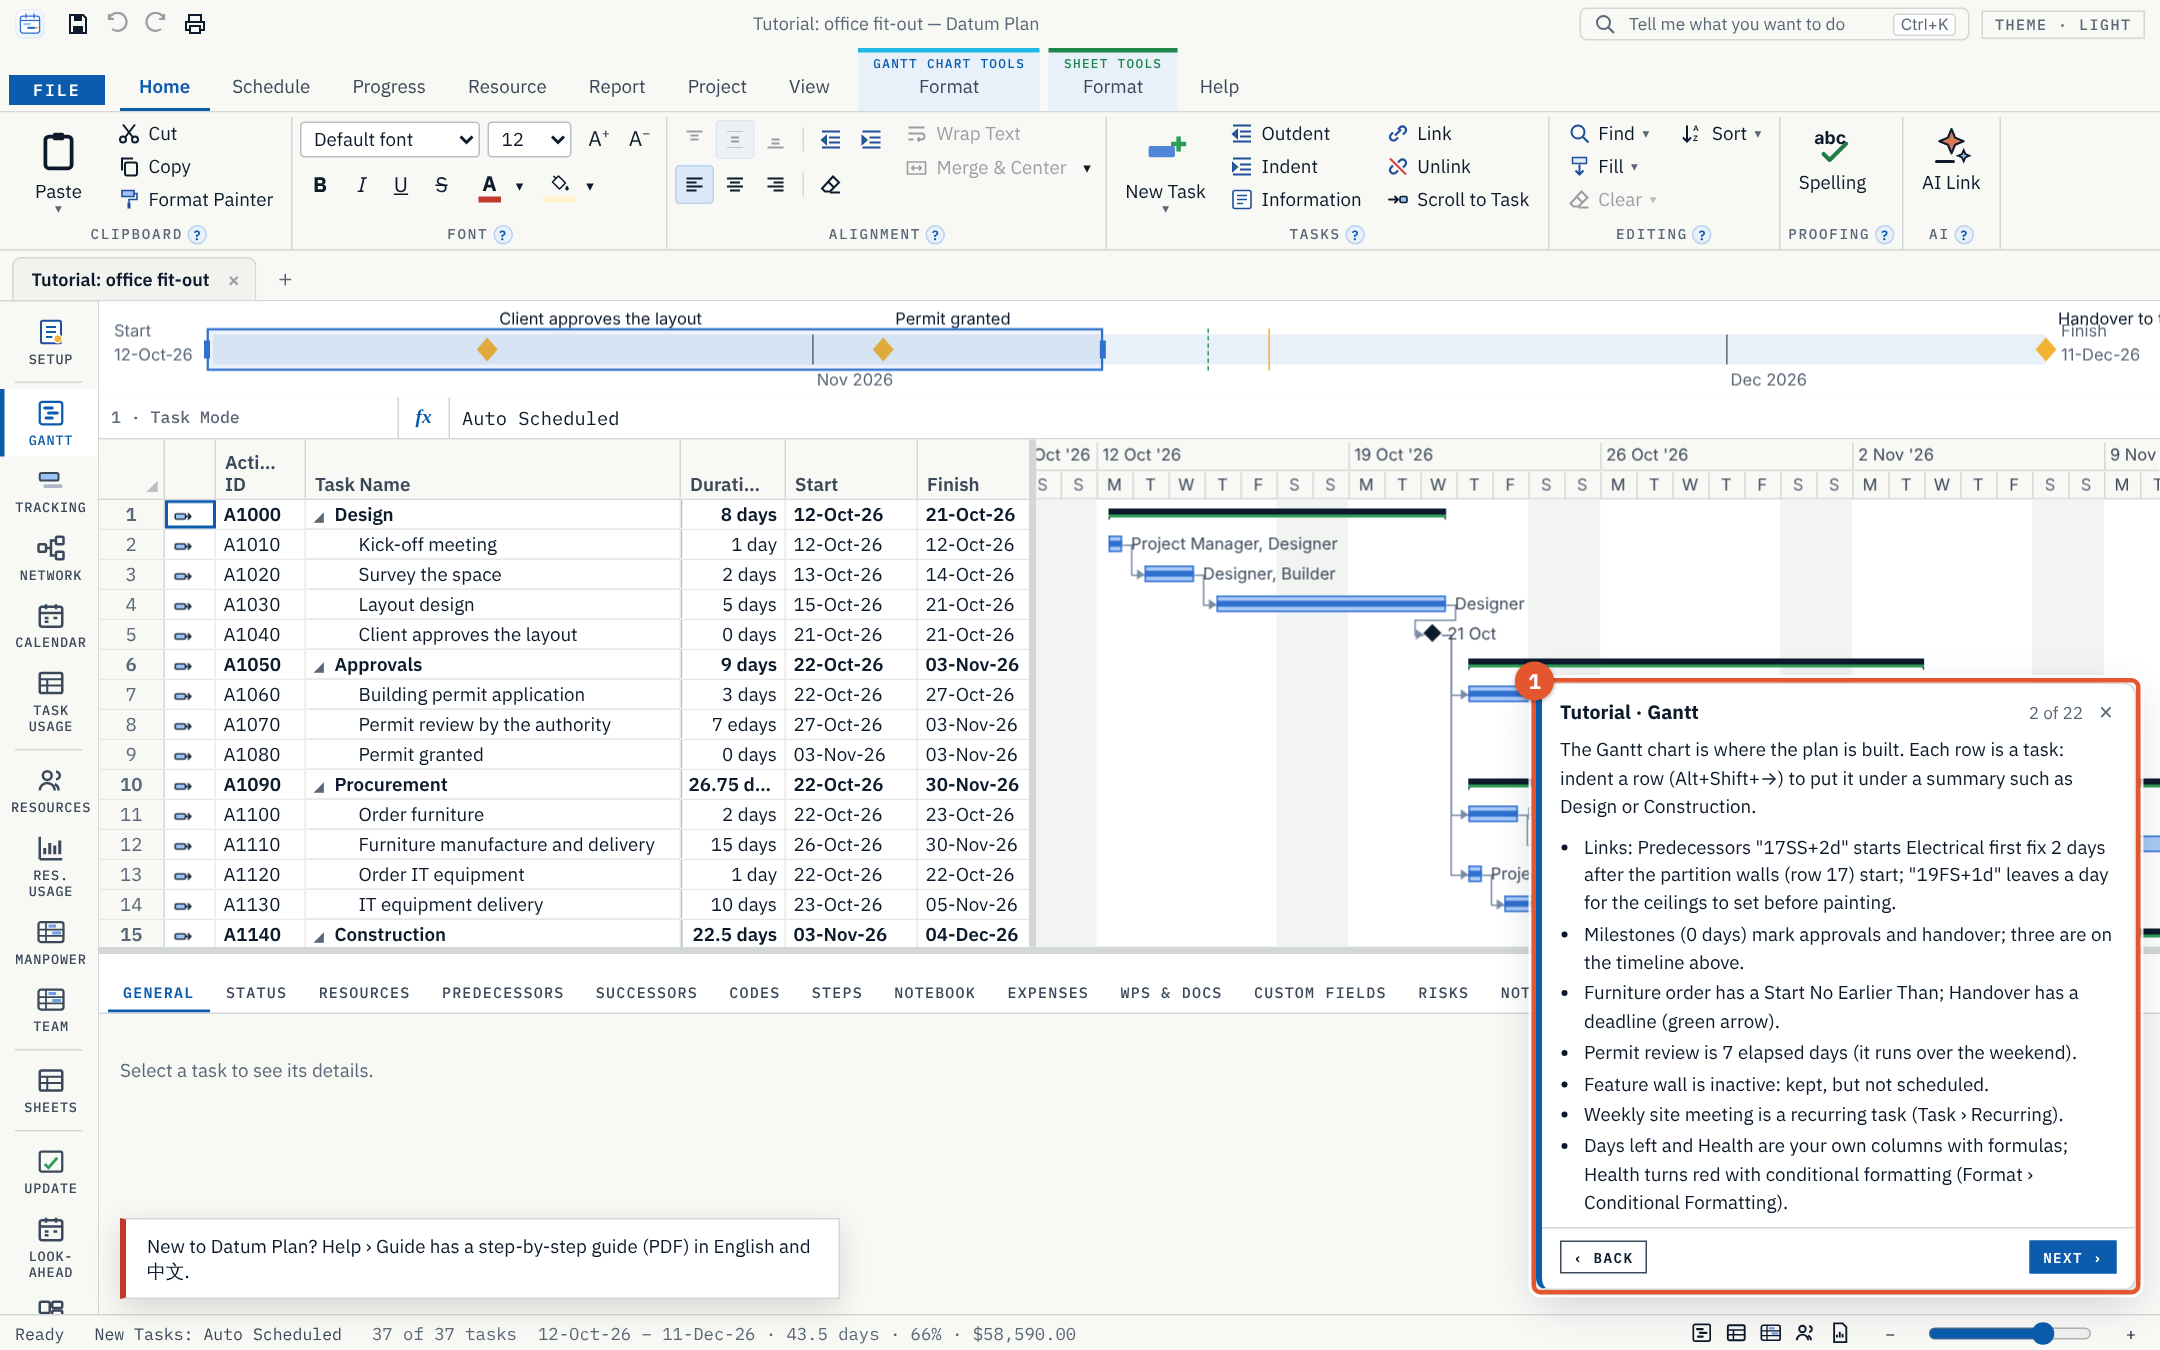 Tutorial: office fit-out — Datum Plan
Tell me what you want to do
Ctrl+K
THEME · LIGHT
GANTT CHART TOOLS
SHEET TOOLS
FILE
Home
Schedule
Progress
Resource
Report
Project
View
Format
Format
Help
Paste
Cut
Copy
Format Painter
CLIPBOARD ?
Default font
12
A+ A−
B I U S A
FONT ?
Wrap Text
Merge & Center
ALIGNMENT ?
New Task
Outdent
Indent
Information
Link
Unlink
Scroll to Task
TASKS ?
Find
Sort
Fill
Clear
EDITING ?
abc
Spelling
PROOFING ?
AI Link
AI ?
Tutorial: office fit-out ×
+
SETUP
GANTT
TRACKING
NETWORK
CALENDAR
TASK USAGE
RESOURCES
RES. USAGE
MANPOWER
TEAM
SHEETS
UPDATE
LOOK-AHEAD
Start
12-Oct-26
Client approves the layout
Permit granted
Handover to
Finish
11-Dec-26
Nov 2026
Dec 2026
1 · Task Mode
fx
Auto Scheduled
Acti... ID
Task Name
Durati...
Start
Finish
Oct '26
12 Oct '26
19 Oct '26
26 Oct '26
2 Nov '26
9 Nov
S S M T W T F S S M T W T F S S M T W T F S S M T W T F S S M T
1 A1000 Design 8 days 12-Oct-26 21-Oct-26
2 A1010 Kick-off meeting 1 day 12-Oct-26 12-Oct-26
3 A1020 Survey the space 2 days 13-Oct-26 14-Oct-26
4 A1030 Layout design 5 days 15-Oct-26 21-Oct-26
5 A1040 Client approves the layout 0 days 21-Oct-26 21-Oct-26
6 A1050 Approvals 9 days 22-Oct-26 03-Nov-26
7 A1060 Building permit application 3 days 22-Oct-26 27-Oct-26
8 A1070 Permit review by the authority 7 edays 27-Oct-26 03-Nov-26
9 A1080 Permit granted 0 days 03-Nov-26 03-Nov-26
10 A1090 Procurement 26.75 d... 22-Oct-26 30-Nov-26
11 A1100 Order furniture 2 days 22-Oct-26 23-Oct-26
12 A1110 Furniture manufacture and delivery 15 days 26-Oct-26 30-Nov-26
13 A1120 Order IT equipment 1 day 22-Oct-26 22-Oct-26
14 A1130 IT equipment delivery 10 days 23-Oct-26 05-Nov-26
15 A1140 Construction 22.5 days 03-Nov-26 04-Dec-26
Project Manager, Designer
Designer, Builder
Designer
21 Oct
Proje
1
Tutorial · Gantt
2 of 22 ×
The Gantt chart is where the plan is built. Each row is a task:
indent a row (Alt+Shift+→) to put it under a summary such as
Design or Construction.
• Links: Predecessors "17SS+2d" starts Electrical first fix 2 days
after the partition walls (row 17) start; "19FS+1d" leaves a day
for the ceilings to set before painting.
• Milestones (0 days) mark approvals and handover; three are on
the timeline above.
• Furniture order has a Start No Earlier Than; Handover has a
deadline (green arrow).
• Permit review is 7 elapsed days (it runs over the weekend).
• Feature wall is inactive: kept, but not scheduled.
• Weekly site meeting is a recurring task (Task › Recurring).
• Days left and Health are your own columns with formulas;
Health turns red with conditional formatting (Format ›
Conditional Formatting).
‹ BACK
NEXT ›
GENERAL
STATUS
RESOURCES
PREDECESSORS
SUCCESSORS
CODES
STEPS
NOTEBOOK
EXPENSES
WPS & DOCS
CUSTOM FIELDS
RISKS
NOT
Select a task to see its details.
New to Datum Plan? Help › Guide has a step-by-step guide (PDF) in English and
中文.
Ready
New Tasks: Auto Scheduled
37 of 37 tasks
12-Oct-26 – 11-Dec-26 · 43.5 days · 66% · $58,590.00
− +